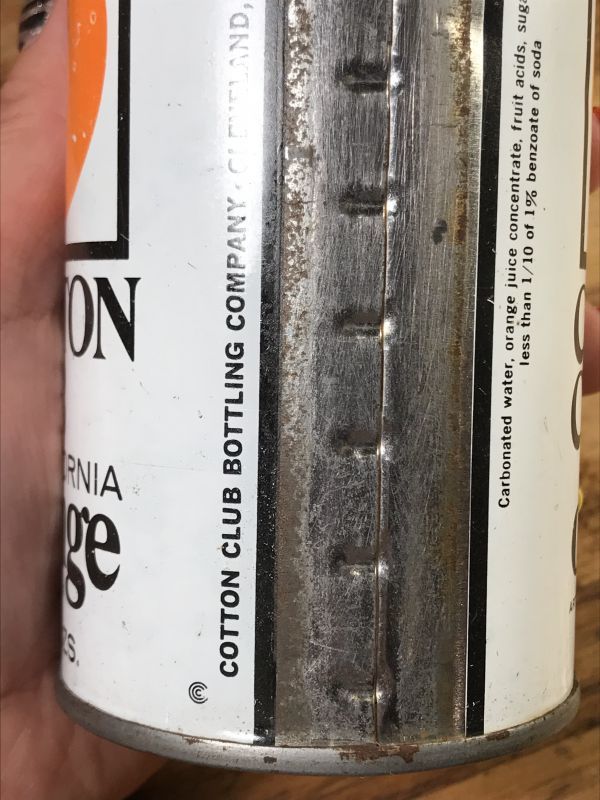 ON
RNIA
ge
zs.
COTTON CLUB BOTTLING COMPANY · CLEVELAND,
Carbonated water, orange juice concentrate, fruit acids, suga
less than 1/10 of 1% benzoate of soda